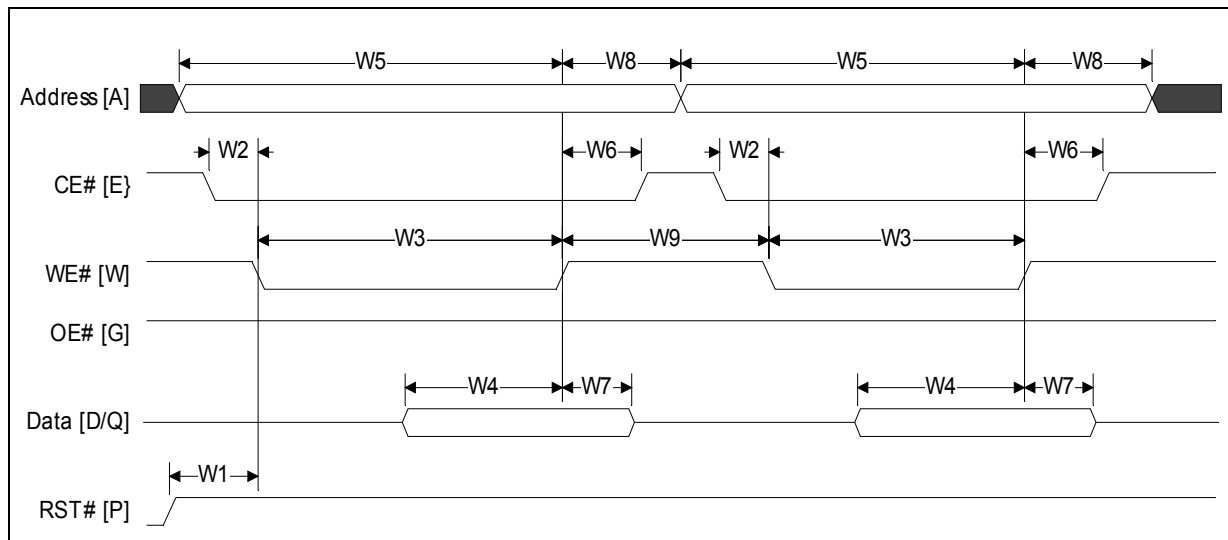 W5 W8 W5 W8
Address [A]
W2 W6 W2 W6
CE# [E}
W3 W9 W3
WE# [W]
OE# [G]
W4 W7 W4 W7
Data [D/Q]
W1
RST# [P]